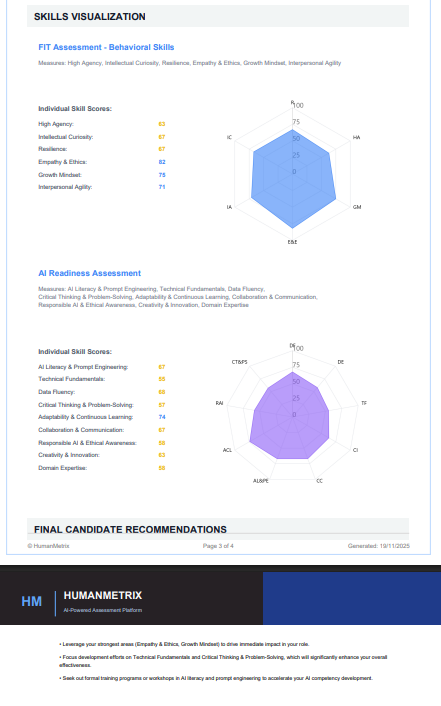 SKILLS VISUALIZATION
FIT Assessment - Behavioral Skills
Measures: High Agency, Intellectual Curiosity, Resilience, Empathy & Ethics, Growth Mindset, Interpersonal Agility
Individual Skill Scores:
High Agency: 63
Intellectual Curiosity: 67
Resilience: 67
Empathy & Ethics: 82
Growth Mindset: 75
Interpersonal Agility: 71
R
100
75
50
25
0
IC
HA
IA
GM
E&E
AI Readiness Assessment
Measures: AI Literacy & Prompt Engineering, Technical Fundamentals, Data Fluency,
Critical Thinking & Problem-Solving, Adaptability & Continuous Learning, Collaboration & Communication,
Responsible AI & Ethical Awareness, Creativity & Innovation, Domain Expertise
Individual Skill Scores:
AI Literacy & Prompt Engineering: 67
Technical Fundamentals:
Data Fluency:
Critical Thinking & Problem-Solving: 57
Adaptability & Continuous Learning: 74
Collaboration & Communication: 67
Responsible AI & Ethical Awareness:
Creativity & Innovation: 63
Domain Expertise:
100
75
50
25
0
CT&PS
DE
RAI
TF
ACL
CI
AL&PE
CC
FINAL CANDIDATE RECOMMENDATIONS
© HumanMetrix
Page 3 of 4
Generated: 19/11/2025
HM
HUMANMETRIX
AI-Powered Assessment Platform
• Leverage your strongest areas (Empathy & Ethics, Growth Mindset) to drive immediate impact in your role.
• Focus development efforts on Technical Fundamentals and Critical Thinking & Problem-Solving, which will significantly enhance your overall
effectiveness.
• Seek out formal training programs or workshops in AI literacy and prompt engineering to accelerate your AI competency development.